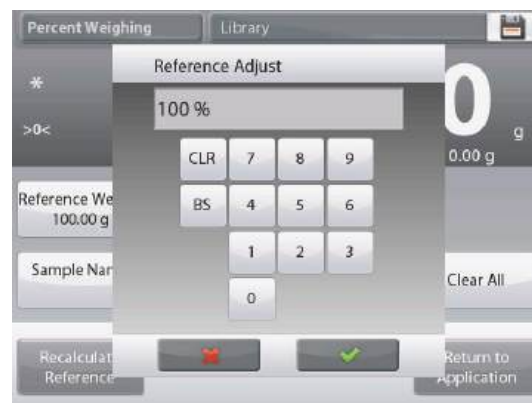 Percent Weighing
Library
Reference Adjust
100 %
*
>0<
0
g
0.00 g
CLR 7 8 9
BS 4 5 6
1 2 3
0
Reference We
100.00 g
Sample Nar
Clear All
Recalculat
Reference
Return to
Application